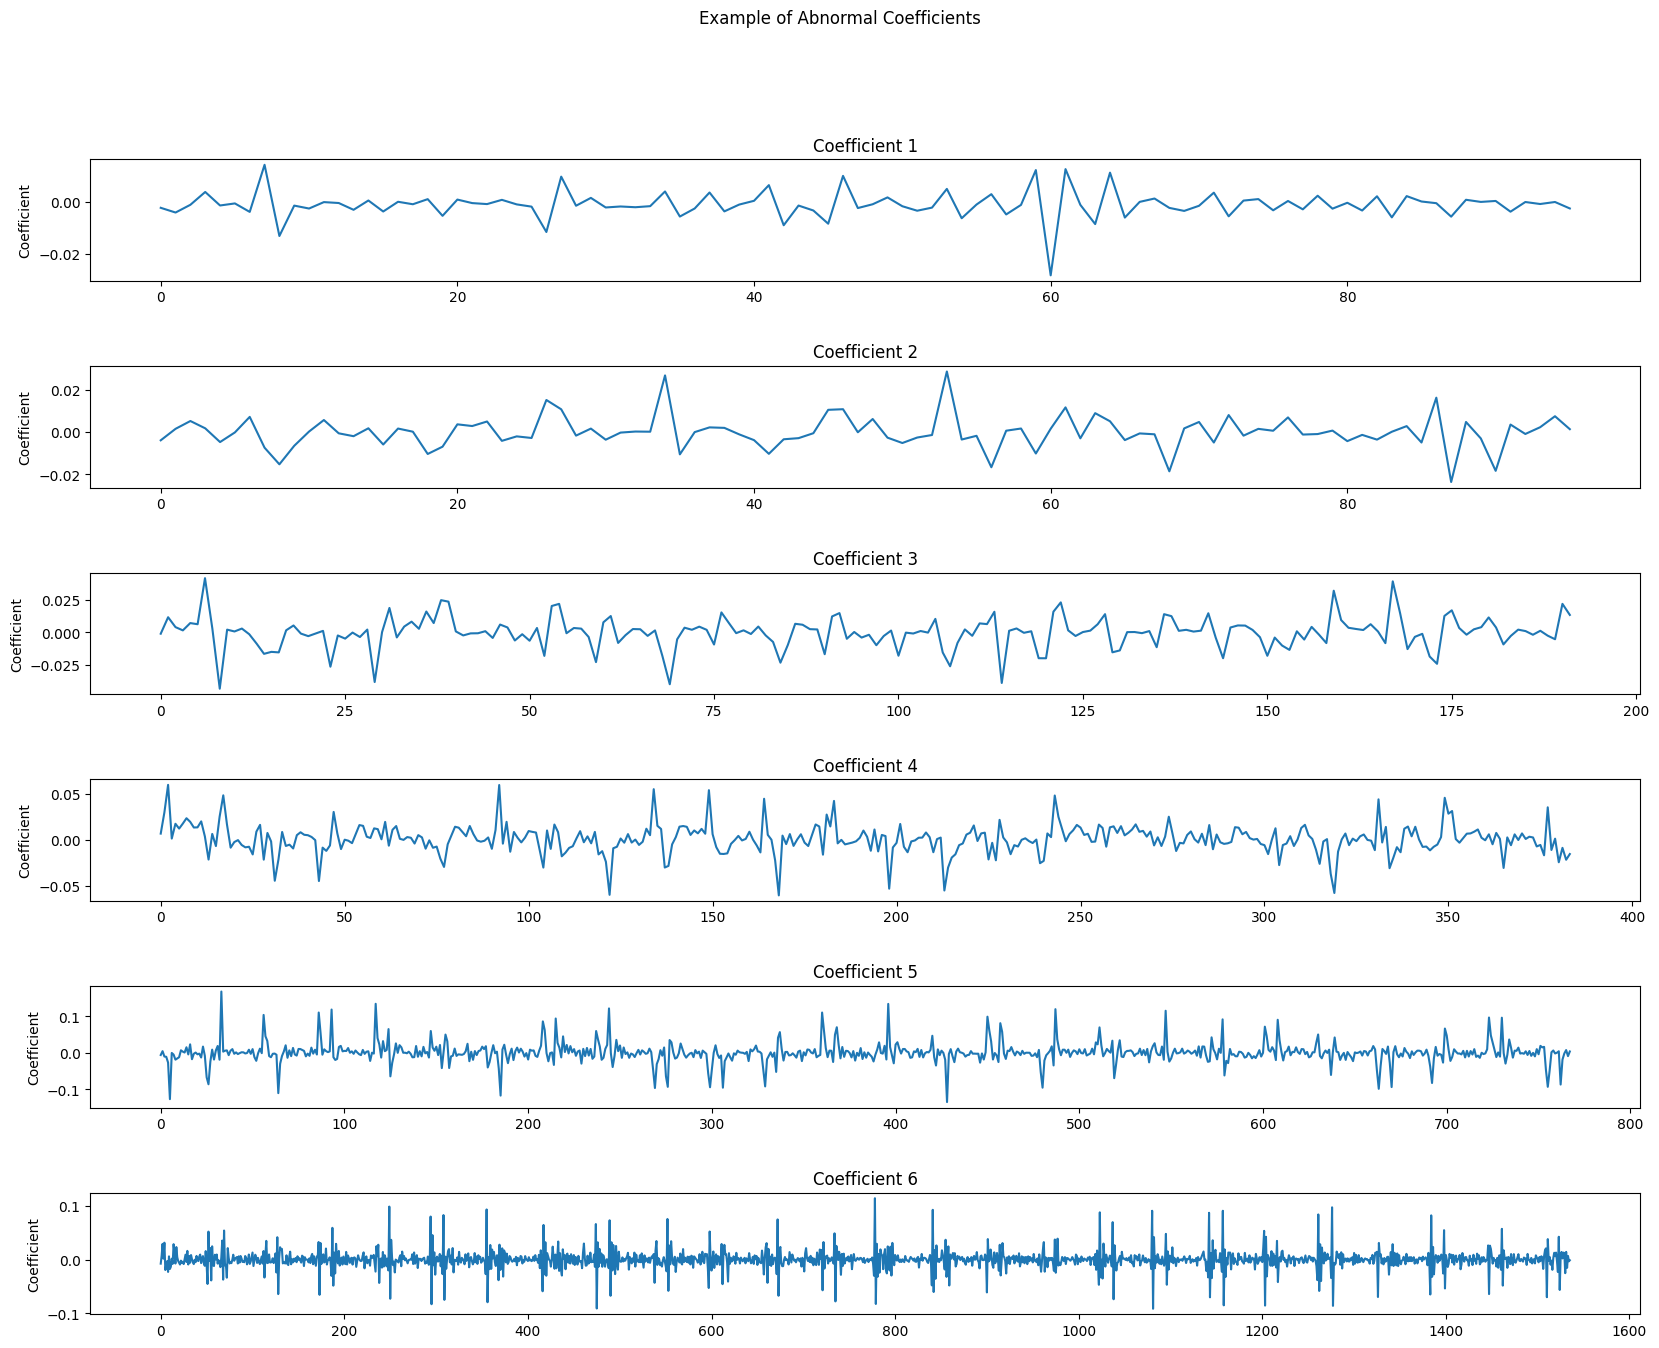 Example of Abnormal Coefficients
Coefficient 1
Coefficient
0.00
−0.02
0 20 40 60 80
Coefficient 2
Coefficient
0.02
0.00
−0.02
0 20 40 60 80
Coefficient 3
Coefficient
0.025
0.000
−0.025
0 25 50 75 100 125 150 175 200
Coefficient 4
Coefficient
0.05
0.00
−0.05
0 50 100 150 200 250 300 350 400
Coefficient 5
Coefficient
0.1
0.0
−0.1
0 100 200 300 400 500 600 700 800
Coefficient 6
Coefficient
0.1
0.0
−0.1
0 200 400 600 800 1000 1200 1400 1600